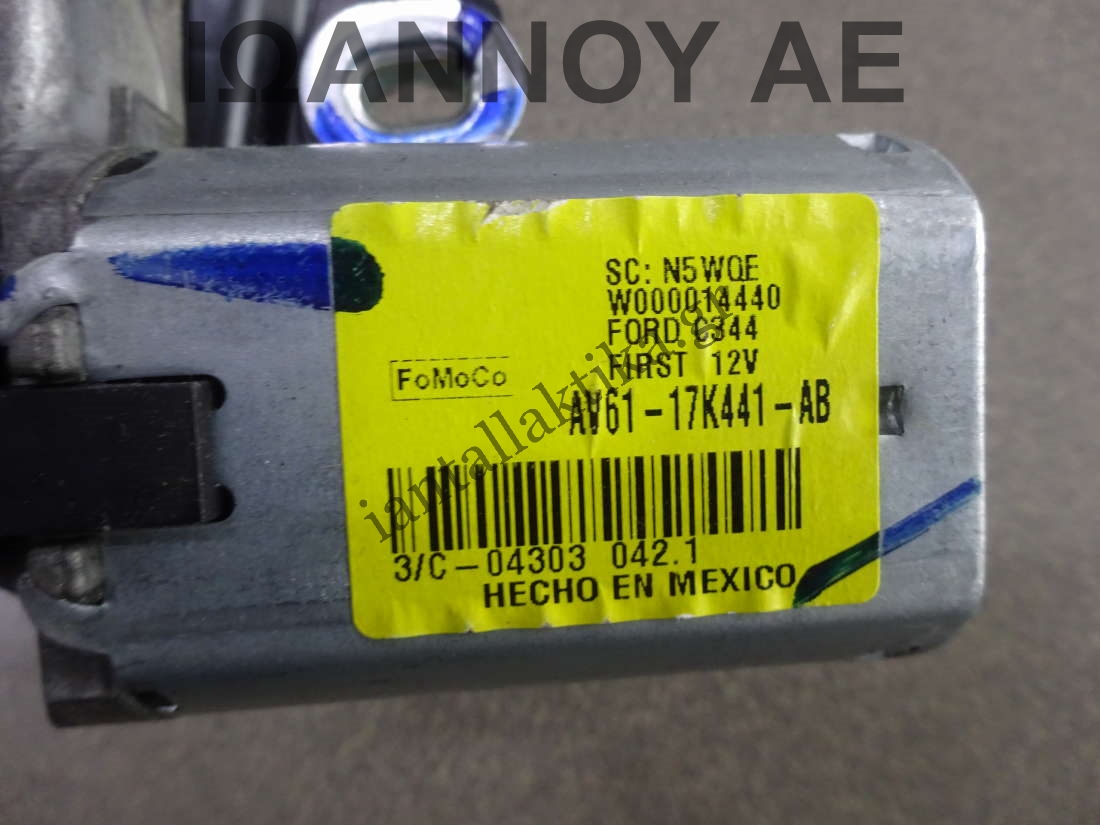 ΙΩΑΝΝΟΥ ΑΕ
SC: N5WQE
W000014440
FORD C344
FIRST 12V
FoMoCo
AV61-17K441-AB
iantallaktika.gr
3/C-04303 042.1
HECHO EN MEXICO